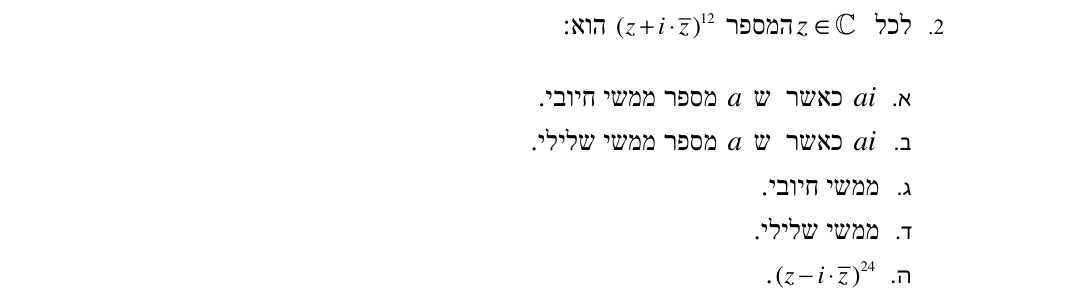 2. לכל z ∈ ℂ המספר (z + i · z̅)¹² הוא:
א. ai כאשר ש a מספר ממשי חיובי.
ב. ai כאשר ש a מספר ממשי שלילי.
ג. ממשי חיובי.
ד. ממשי שלילי.
ה. (z − i · z̅)²⁴.